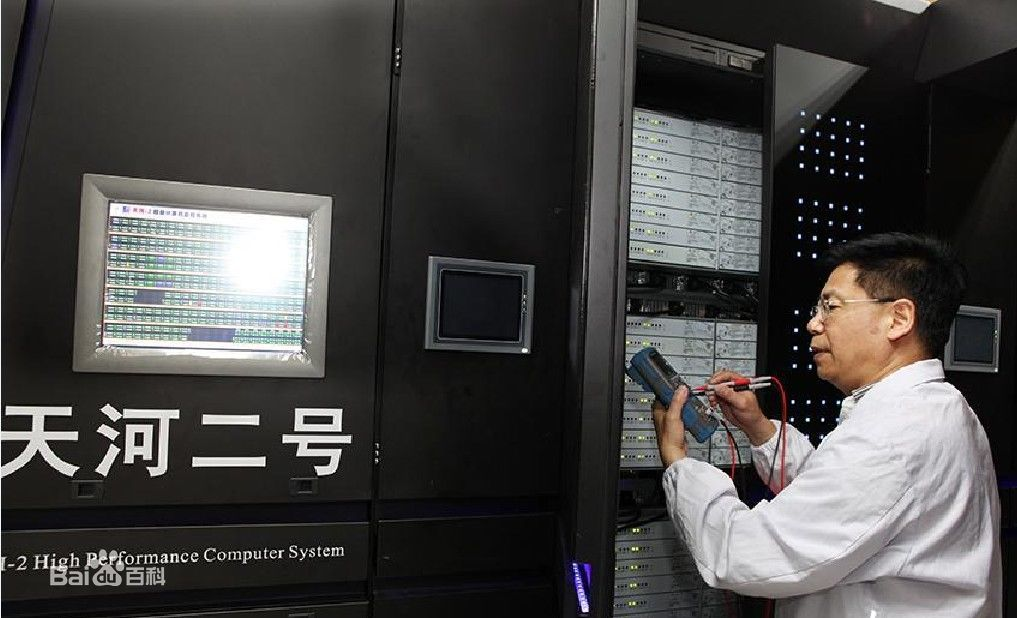 天河二号
-2 High Performance Computer System
Bai百科